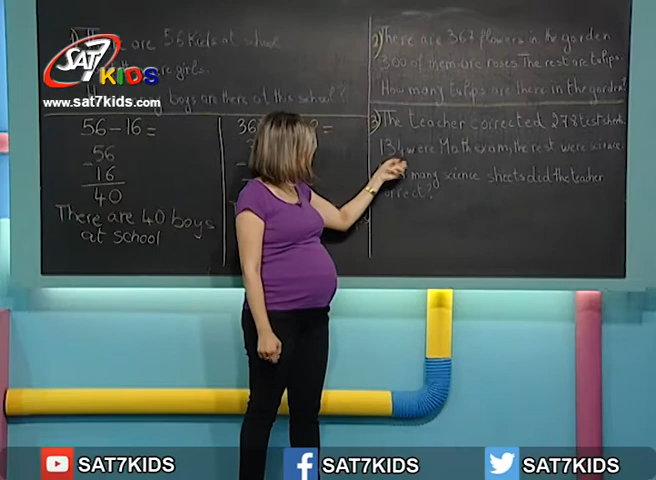 SAT7
KIDS
www.sat7kids.com
are 56 kids at school
are girls.
many boys are there at this school?
56-16=
56
-16
40
There are 40 boys
at school
36
2) There are 367 flowers in the garden
300 of them are roses. The rest are tulips.
How many tulips are there in the garden?
3) The teacher corrected 278 test sheets
134 were Math exam, the rest were science.
many science sheets did the teacher
correct?
SAT7KIDS
SAT7KIDS
SAT7KIDS